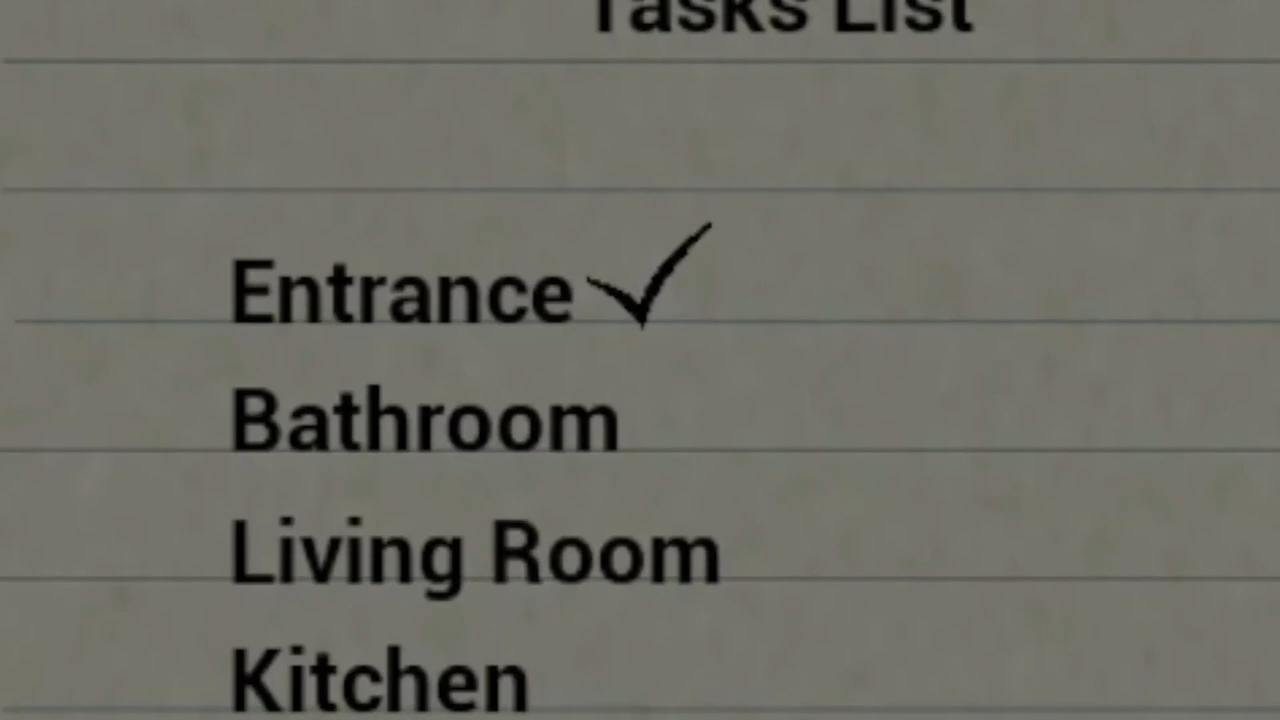 Tasks List
Entrance
Bathroom
Living Room
Kitchen